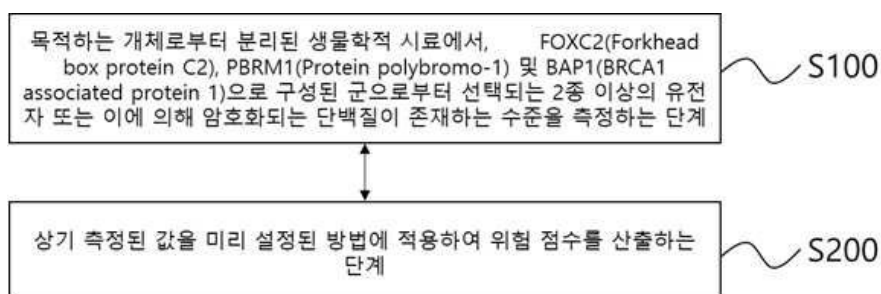 목적하는 개체로부터 분리된 생물학적 시료에서, FOXC2(Forkhead
box protein C2), PBRM1(Protein polybromo-1) 및 BAP1(BRCA1
associated protein 1)으로 구성된 군으로부터 선택되는 2종 이상의 유전
자 또는 이에 의해 암호화되는 단백질이 존재하는 수준을 측정하는 단계
S100
상기 측정된 값을 미리 설정된 방법에 적용하여 위험 점수를 산출하는
단계
S200